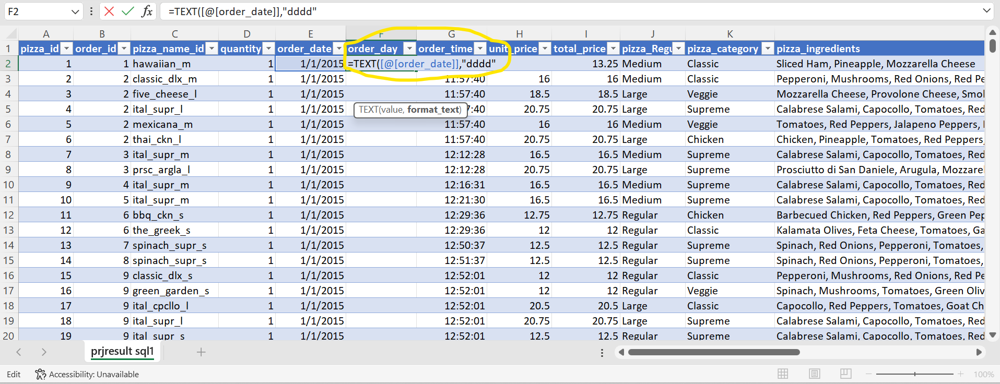 F2 fx =TEXT([@[order_date]],"dddd"
A B C D E F G H I J K
1 pizza_id order_id pizza_name_id quantity order_date order_day order_time unit_price total_price pizza_Regu pizza_category pizza_ingredients
2 1 1 hawaiian_m 1 1/1/2015 =TEXT([@[order_date]],"dddd" 13.25 Medium Classic Sliced Ham, Pineapple, Mozzarella Cheese
3 2 2 classic_dlx_m 1 1/1/2015 11:57:40 16 16 Medium Classic Pepperoni, Mushrooms, Red Onions, Red Pe
4 3 2 five_cheese_l 1 1/1/2015 11:57:40 18.5 18.5 Large Veggie Mozzarella Cheese, Provolone Cheese, Smol
5 4 2 ital_supr_l 1 1/1/2015 TEXT(value, format_text) 7:40 20.75 20.75 Large Supreme Calabrese Salami, Capocollo, Tomatoes, Red
6 5 2 mexicana_m 1 1/1/2015 11:57:40 16 16 Medium Veggie Tomatoes, Red Peppers, Jalapeno Peppers,
7 6 2 thai_ckn_l 1 1/1/2015 11:57:40 20.75 20.75 Large Chicken Chicken, Pineapple, Tomatoes, Red Peppers,
8 7 3 ital_supr_m 1 1/1/2015 12:12:28 16.5 16.5 Medium Supreme Calabrese Salami, Capocollo, Tomatoes, Red
9 8 3 prsc_argla_l 1 1/1/2015 12:12:28 20.75 20.75 Large Supreme Prosciutto di San Daniele, Arugula, Mozzarel
10 9 4 ital_supr_m 1 1/1/2015 12:16:31 16.5 16.5 Medium Supreme Calabrese Salami, Capocollo, Tomatoes, Red
11 10 5 ital_supr_m 1 1/1/2015 12:21:30 16.5 16.5 Medium Supreme Calabrese Salami, Capocollo, Tomatoes, Red
12 11 6 bbq_ckn_s 1 1/1/2015 12:29:36 12.75 12.75 Regular Chicken Barbecued Chicken, Red Peppers, Green Pep
13 12 6 the_greek_s 1 1/1/2015 12:29:36 12 12 Regular Classic Kalamata Olives, Feta Cheese, Tomatoes, Ga
14 13 7 spinach_supr_s 1 1/1/2015 12:50:37 12.5 12.5 Regular Supreme Spinach, Red Onions, Pepperoni, Tomatoes,
15 14 8 spinach_supr_s 1 1/1/2015 12:51:37 12.5 12.5 Regular Supreme Spinach, Red Onions, Pepperoni, Tomatoes,
16 15 9 classic_dlx_s 1 1/1/2015 12:52:01 12 12 Regular Classic Pepperoni, Mushrooms, Red Onions, Red Pe
17 16 9 green_garden_s 1 1/1/2015 12:52:01 12 12 Regular Veggie Spinach, Mushrooms, Tomatoes, Green Oliv
18 17 9 ital_cpcllo_l 1 1/1/2015 12:52:01 20.5 20.5 Large Classic Capocollo, Red Peppers, Tomatoes, Goat Ch
19 18 9 ital_supr_l 1 1/1/2015 12:52:01 20.75 20.75 Large Supreme Calabrese Salami, Capocollo, Tomatoes, Red
20 19 9 ital_supr_s 1 1/1/2015 12:52:01 12.5 12.5 Regular Supreme Calabrese Salami, Capocollo, Tomatoes, Red
prjresult sql1
Edit Accessibility: Unavailable 100%